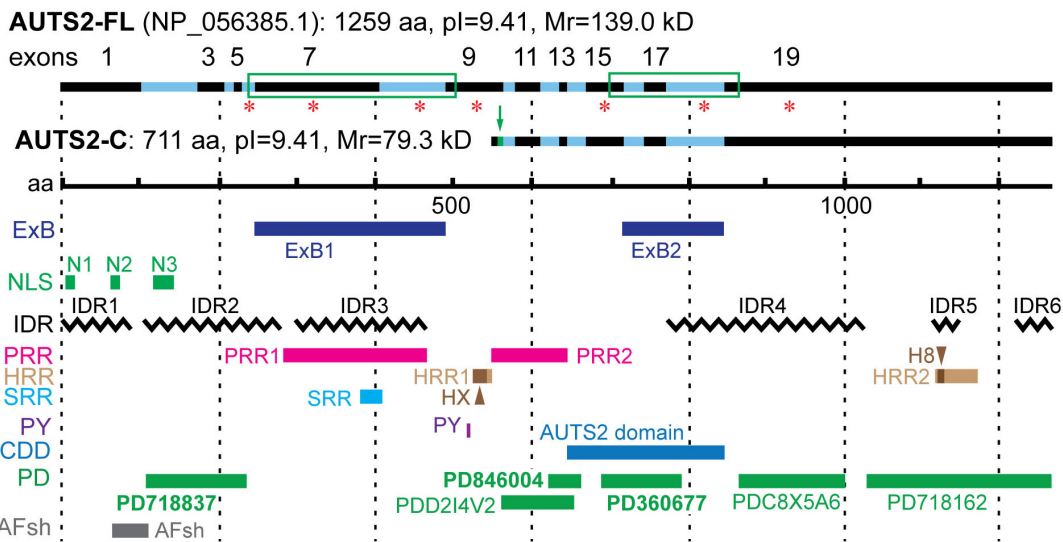 AUTS2-FL (NP_056385.1): 1259 aa, pI=9.41, Mr=139.0 kD
exons 1 3 5 7 9 11 13 15 17 19
* * * * * * *
AUTS2-C: 711 aa, pI=9.41, Mr=79.3 kD
aa
500 1000
ExB
ExB1 ExB2
N1 N2 N3
NLS
IDR1 IDR2 IDR3 IDR4 IDR5 IDR6
IDR
PRR PRR1 PRR2 H8
HRR HRR1 HRR2
SRR SRR HX
PY PY
CDD AUTS2 domain
PD PD846004
PD718837 PDD2I4V2 PD360677 PDC8X5A6 PD718162
AFsh AFsh